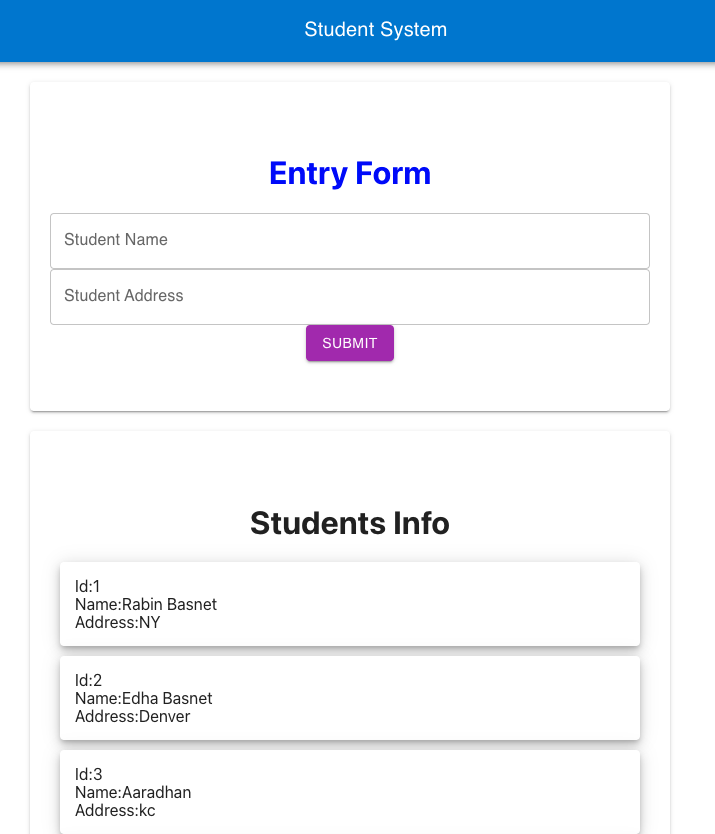 Student System
Entry Form
Student Name
Student Address
SUBMIT
Students Info
Id:1
Name:Rabin Basnet
Address:NY
Id:2
Name:Edha Basnet
Address:Denver
Id:3
Name:Aaradhan
Address:kc